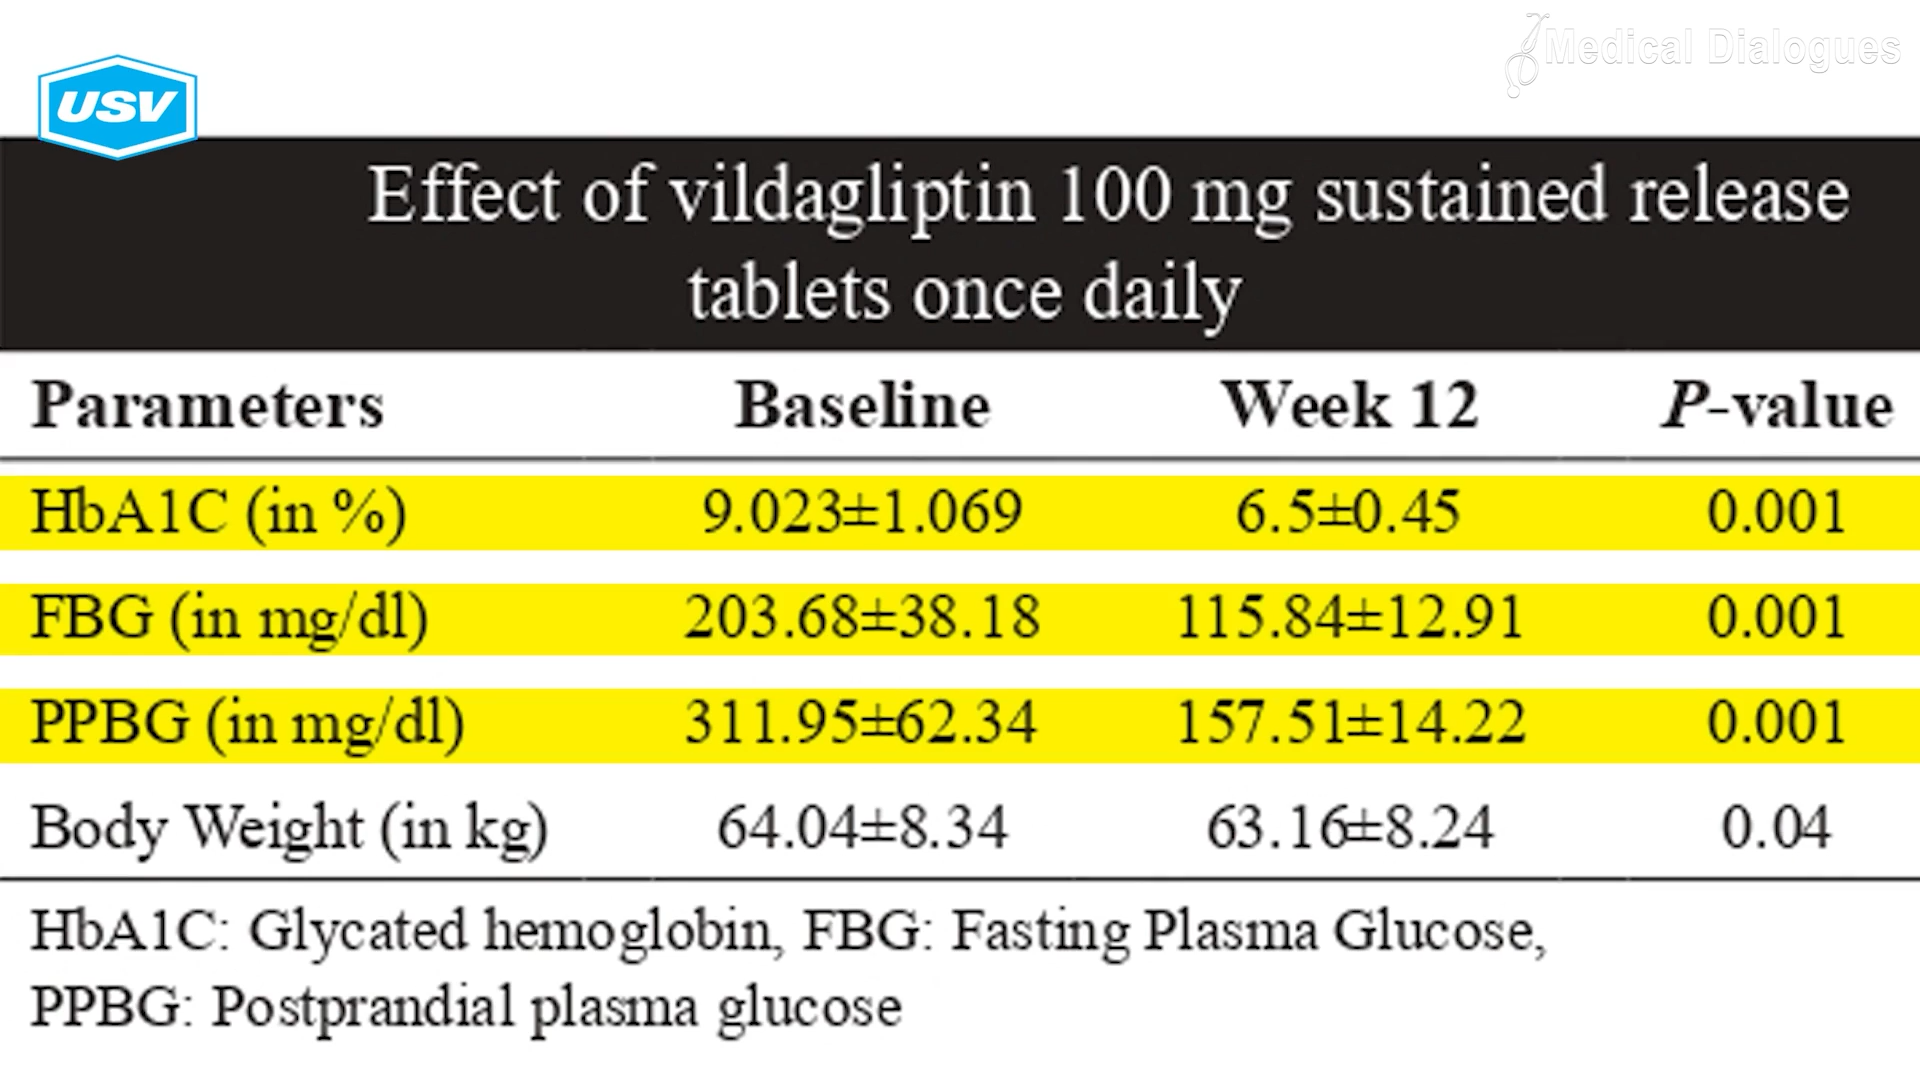 USV
Medical Dialogues
Effect of vildagliptin 100 mg sustained release
tablets once daily
Parameters Baseline Week 12 P-value
HbA1C (in %) 9.023±1.069 6.5±0.45 0.001
FBG (in mg/dl) 203.68±38.18 115.84±12.91 0.001
PPBG (in mg/dl) 311.95±62.34 157.51±14.22 0.001
Body Weight (in kg) 64.04±8.34 63.16±8.24 0.04
HbA1C: Glycated hemoglobin, FBG: Fasting Plasma Glucose,
PPBG: Postprandial plasma glucose